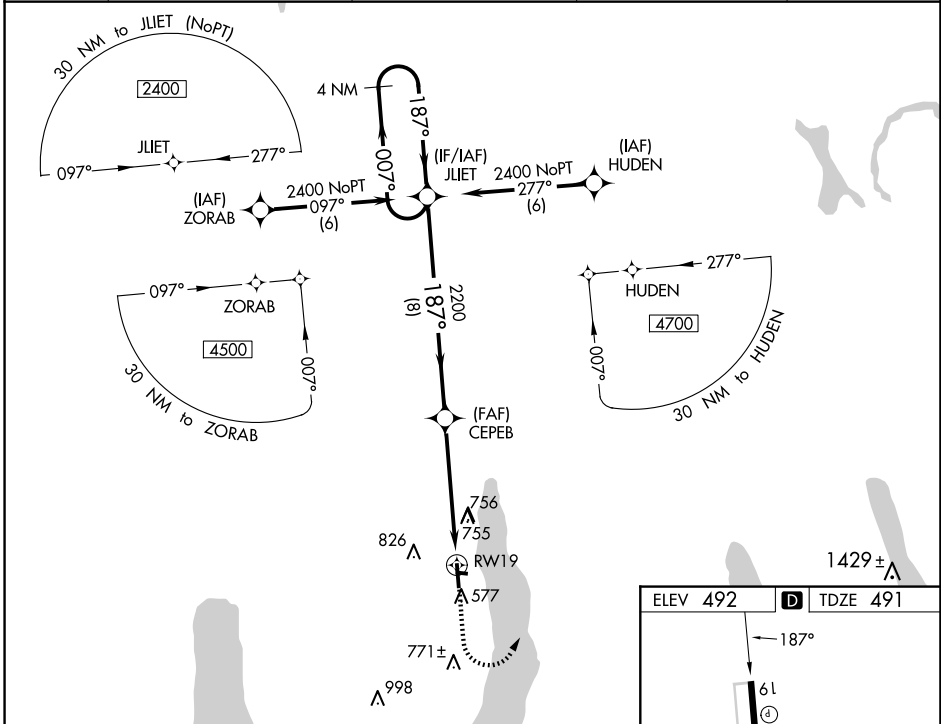 30 NM to JLIET (NoPT)
2400
JLIET
097°
277°
4 NM
187°
007°
(IF/IAF)
JLIET
(IAF)
HUDEN
2400 NoPT
277°
(6)
(IAF)
ZORAB
2400 NoPT
097°
(6)
097°
ZORAB
4500
007°
30 NM to ZORAB
2200
187°
(8)
277°
HUDEN
4700
007°
30 NM to HUDEN
(FAF)
CEPEB
756
755
826
RW19
577
771±
998
1429±
ELEV 492
D
TDZE 491
187°
19
P